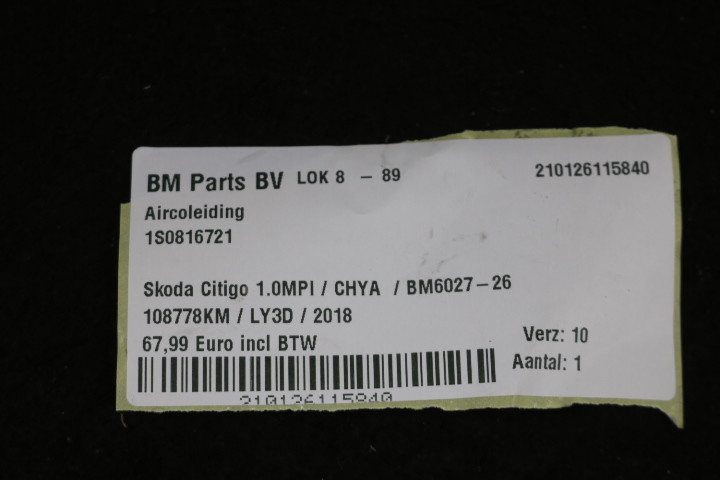 BM Parts BV LOK 8 - 89 210126115840
Aircoleiding
1S0816721
Skoda Citigo 1.0MPI / CHYA / BM6027-26
108778KM / LY3D / 2018
67,99 Euro incl BTW
Verz: 10
Aantal: 1
210126115840